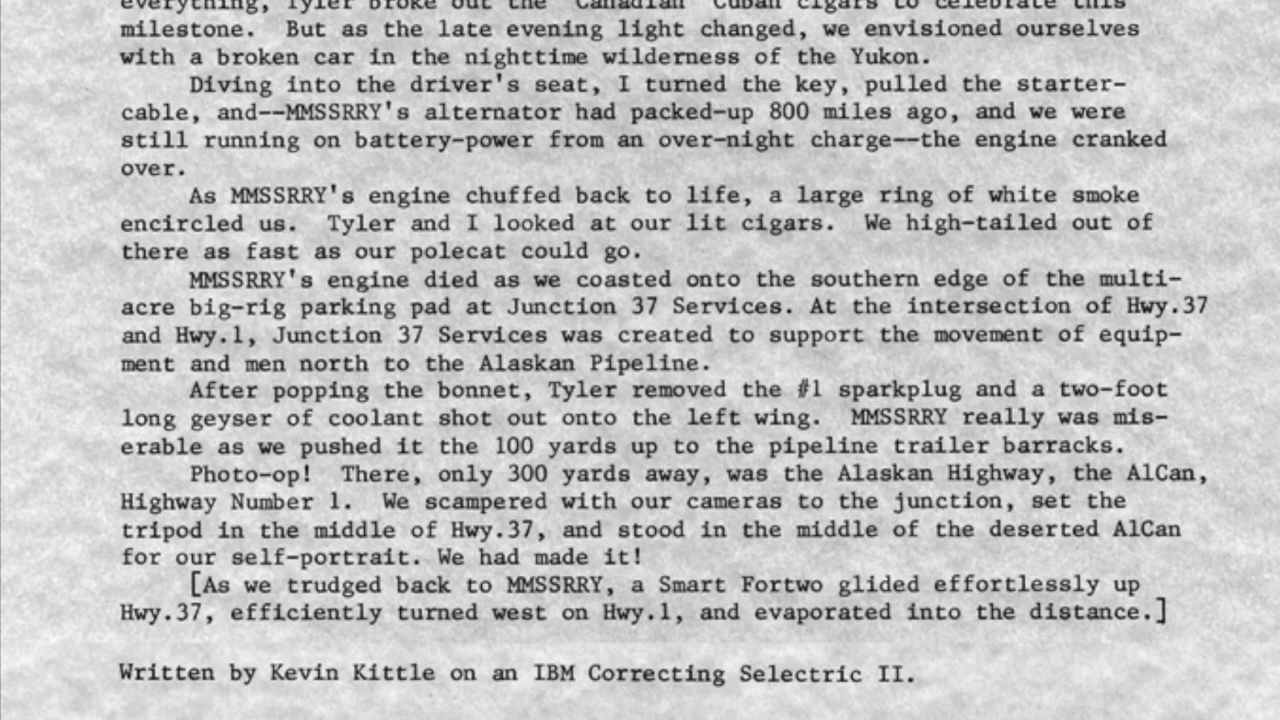 everything, Tyler broke out the "Canadian" Cuban cigars to celebrate this
milestone.  But as the late evening light changed, we envisioned ourselves
with a broken car in the nighttime wilderness of the Yukon.
Diving into the driver's seat, I turned the key, pulled the starter-
cable, and--MMSSRRY's alternator had packed-up 800 miles ago, and we were
still running on battery-power from an over-night charge--the engine cranked
over.
As MMSSRRY's engine chuffed back to life, a large ring of white smoke
encircled us.  Tyler and I looked at our lit cigars.  We high-tailed out of
there as fast as our polecat could go.
MMSSRRY's engine died as we coasted onto the southern edge of the multi-
acre big-rig parking pad at Junction 37 Services. At the intersection of Hwy.37
and Hwy.1, Junction 37 Services was created to support the movement of equip-
ment and men north to the Alaskan Pipeline.
After popping the bonnet, Tyler removed the #1 sparkplug and a two-foot
long geyser of coolant shot out onto the left wing.  MMSSRRY really was mis-
erable as we pushed it the 100 yards up to the pipeline trailer barracks.
Photo-op!  There, only 300 yards away, was the Alaskan Highway, the AlCan,
Highway Number 1.  We scampered with our cameras to the junction, set the
tripod in the middle of Hwy.37, and stood in the middle of the deserted AlCan
for our self-portrait. We had made it!
[As we trudged back to MMSSRRY, a Smart Fortwo glided effortlessly up
Hwy.37, efficiently turned west on Hwy.1, and evaporated into the distance.]
Written by Kevin Kittle on an IBM Correcting Selectric II.